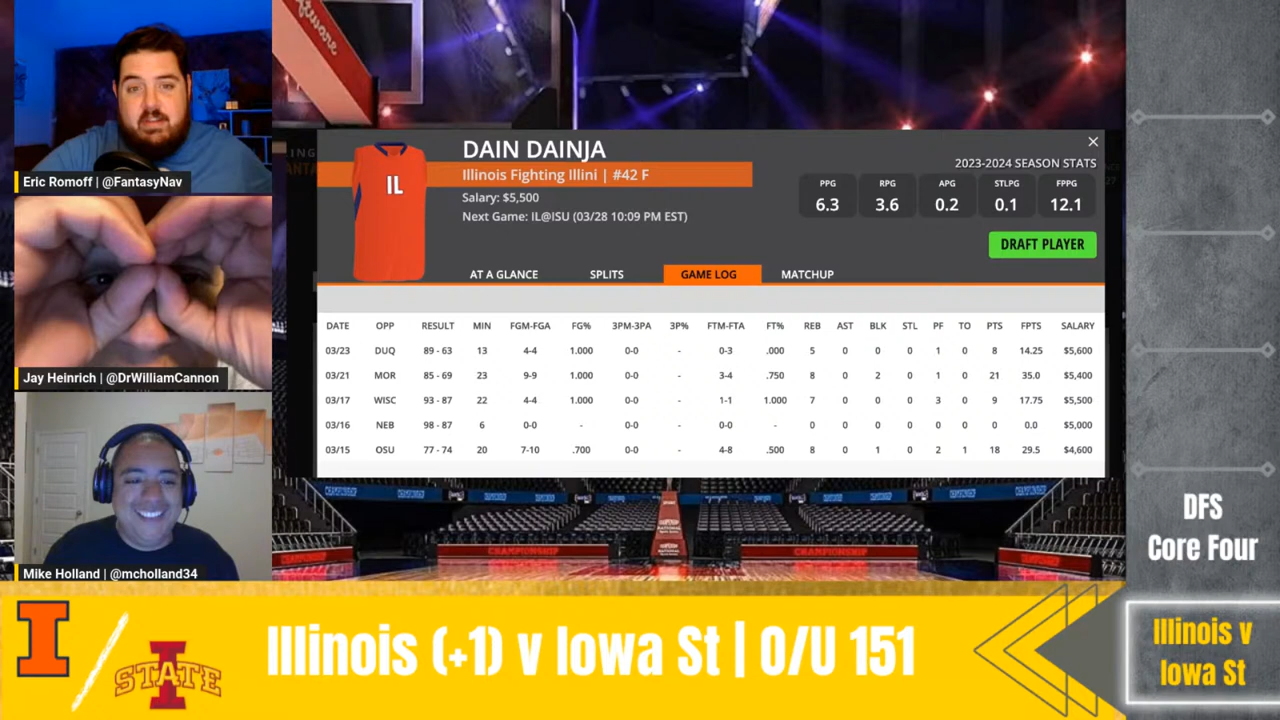 Eric Romoff | @FantasyNav
Jay Heinrich | @DrWilliamCannon
Mike Holland | @mcholland34
IL
DAIN DAINJA
Illinois Fighting Illini | #42 F
Salary: $5,500
Next Game: IL@ISU (03/28 10:09 PM EST)
×
2023-2024 SEASON STATS
PPG RPG APG STLPG FPPG
6.3 3.6 0.2 0.1 12.1
DRAFT PLAYER
AT A GLANCE SPLITS GAME LOG MATCHUP
DATE OPP RESULT MIN FGM-FGA FG% 3PM-3PA 3P% FTM-FTA FT% REB AST BLK STL PF TO PTS FPTS SALARY
03/23 DUQ 89 - 63 13 4-4 1.000 0-0 - 0-3 .000 5 0 0 0 1 0 8 14.25 $5,600
03/21 MOR 85 - 69 23 9-9 1.000 0-0 - 3-4 .750 8 0 2 0 1 0 21 35.0 $5,400
03/17 WISC 93 - 87 22 4-4 1.000 0-0 - 1-1 1.000 7 0 0 0 3 0 9 17.75 $5,500
03/16 NEB 98 - 87 6 0-0 - 0-0 - 0-0 - 0 0 0 0 0 0 0 0.0 $5,000
03/15 OSU 77 - 74 20 7-10 .700 0-0 - 4-8 .500 8 0 1 0 2 1 18 29.5 $4,600
CHAMPIONSHIP
CHAMPIONSHIP
CHAMPIONSHIP
DFS
Core Four
I
STATE
Illinois (+1) v Iowa St | O/U 151
Illinois v
Iowa St